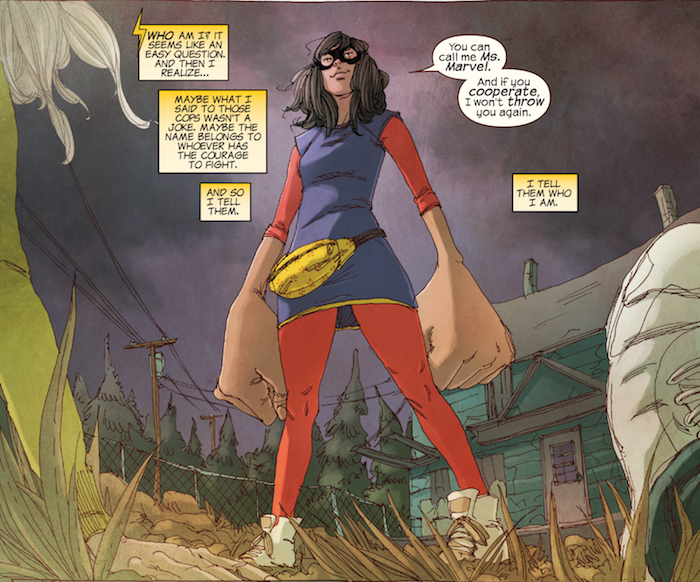 WHO AM I? IT
SEEMS LIKE AN
EASY QUESTION.
AND THEN I
REALIZE...
MAYBE WHAT I
SAID TO THOSE
COPS WASN'T A
JOKE. MAYBE THE
NAME BELONGS TO
WHOEVER HAS
THE COURAGE
TO FIGHT.
AND SO
I TELL
THEM.
You can
call me Ms.
Marvel.
And if you
cooperate,
I won't throw
you again.
I TELL
THEM WHO
I AM.